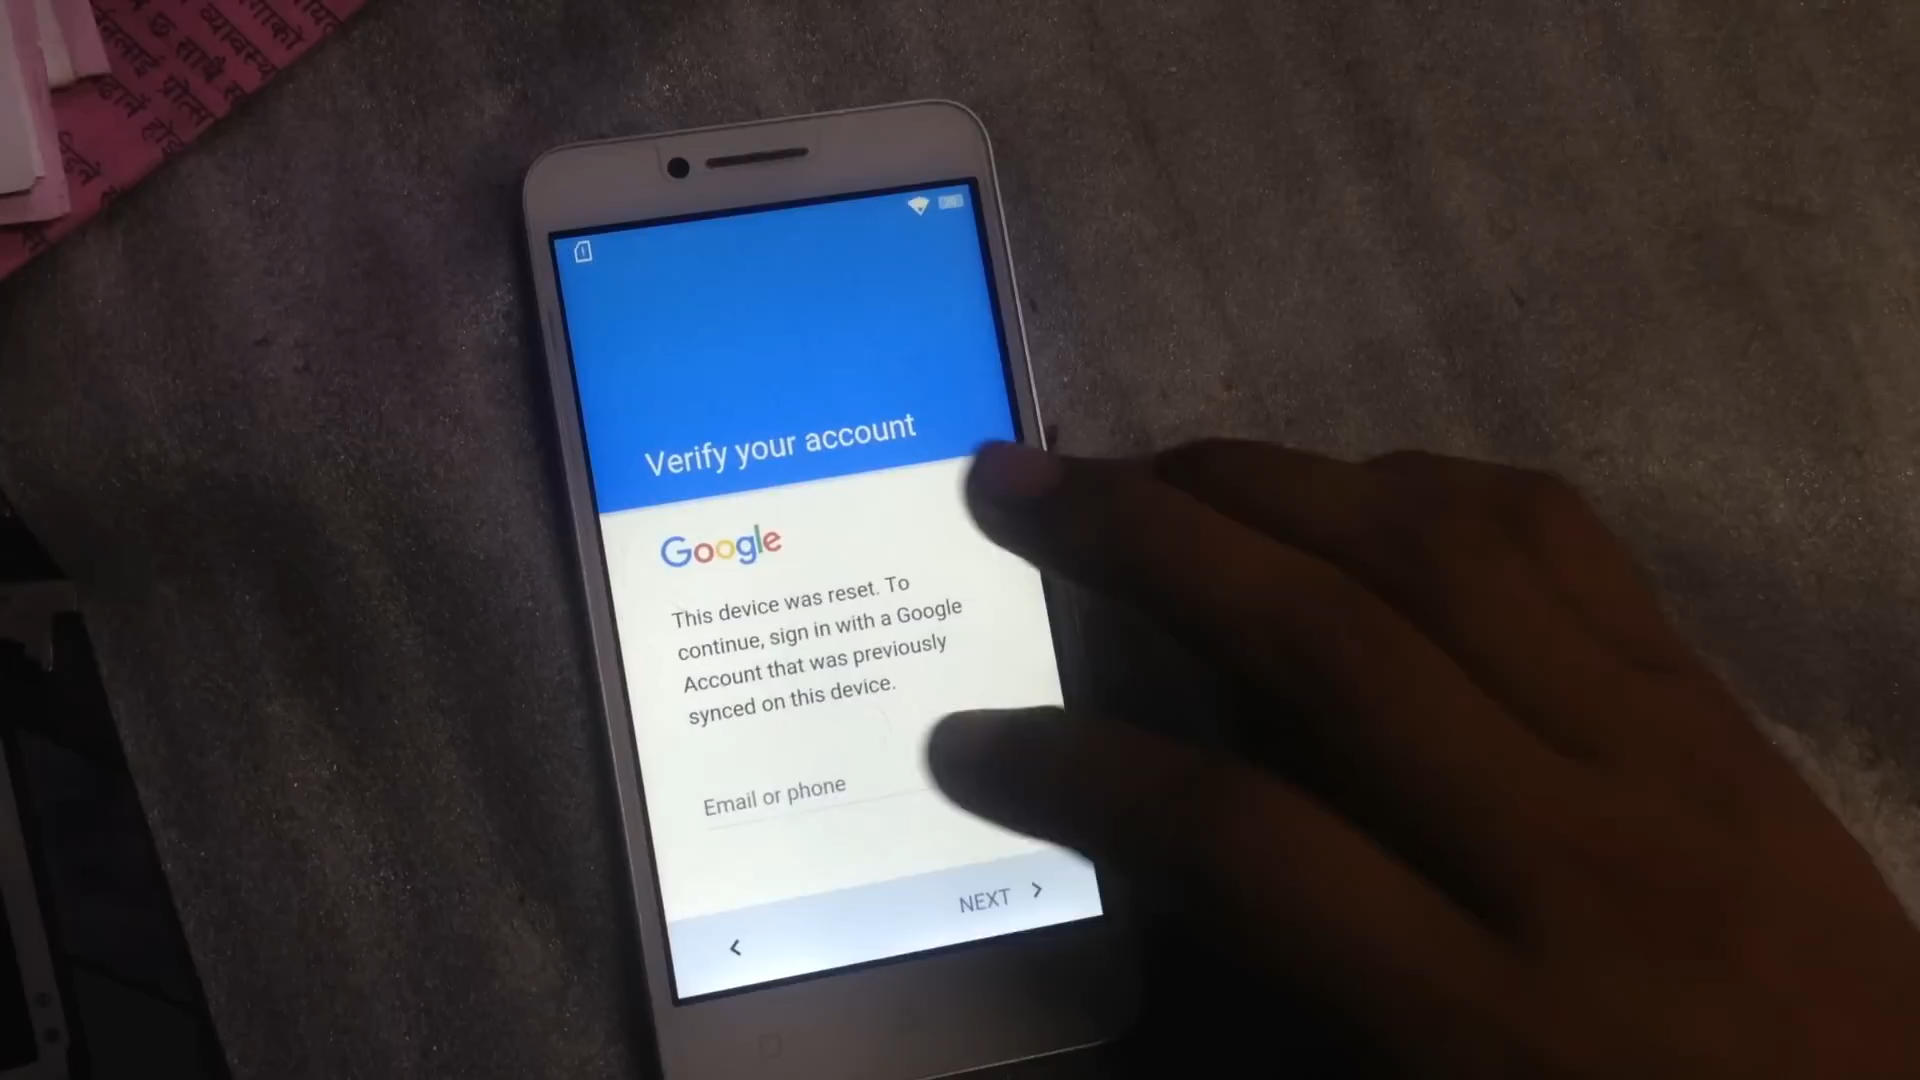 Verify your account
Google
This device was reset. To
continue, sign in with a Google
Account that was previously
synced on this device.
Email or phone
NEXT